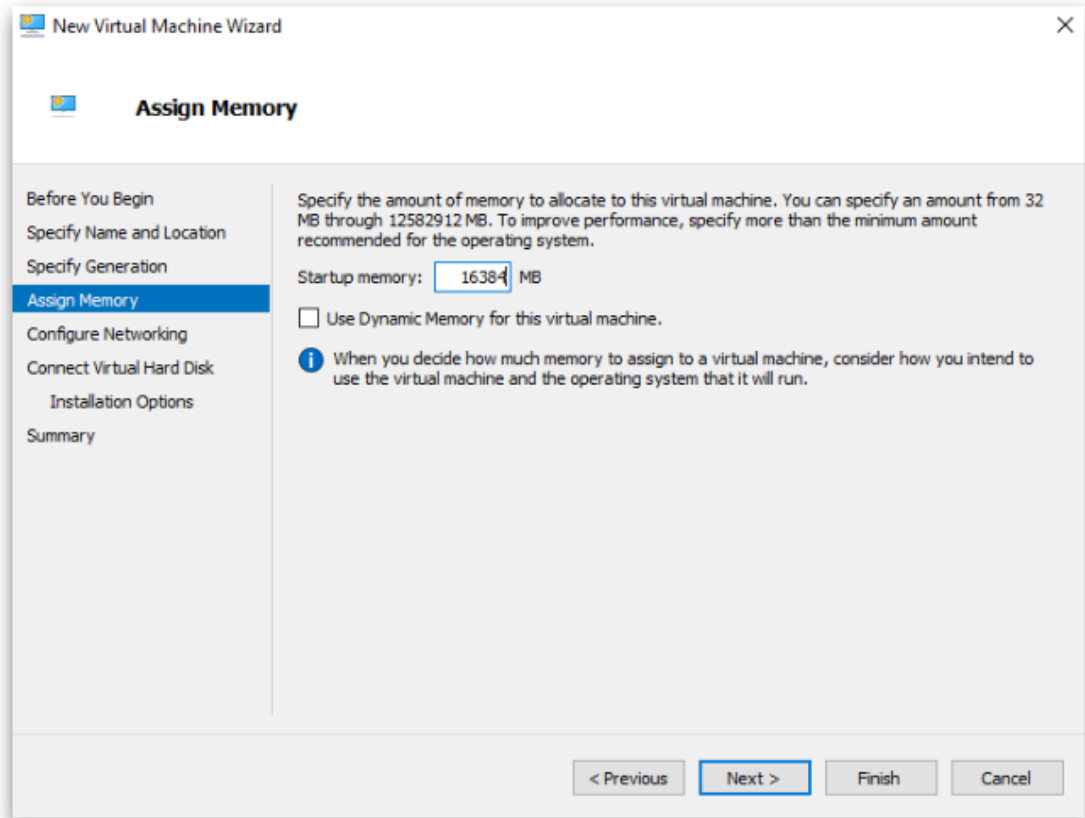 New Virtual Machine Wizard
Assign Memory
Before You Begin
Specify Name and Location
Specify Generation
Assign Memory
Configure Networking
Connect Virtual Hard Disk
Installation Options
Summary
Specify the amount of memory to allocate to this virtual machine. You can specify an amount from 32
MB through 12582912 MB. To improve performance, specify more than the minimum amount
recommended for the operating system.
Startup memory: 16384 MB
Use Dynamic Memory for this virtual machine.
When you decide how much memory to assign to a virtual machine, consider how you intend to
use the virtual machine and the operating system that it will run.
< Previous Next > Finish Cancel